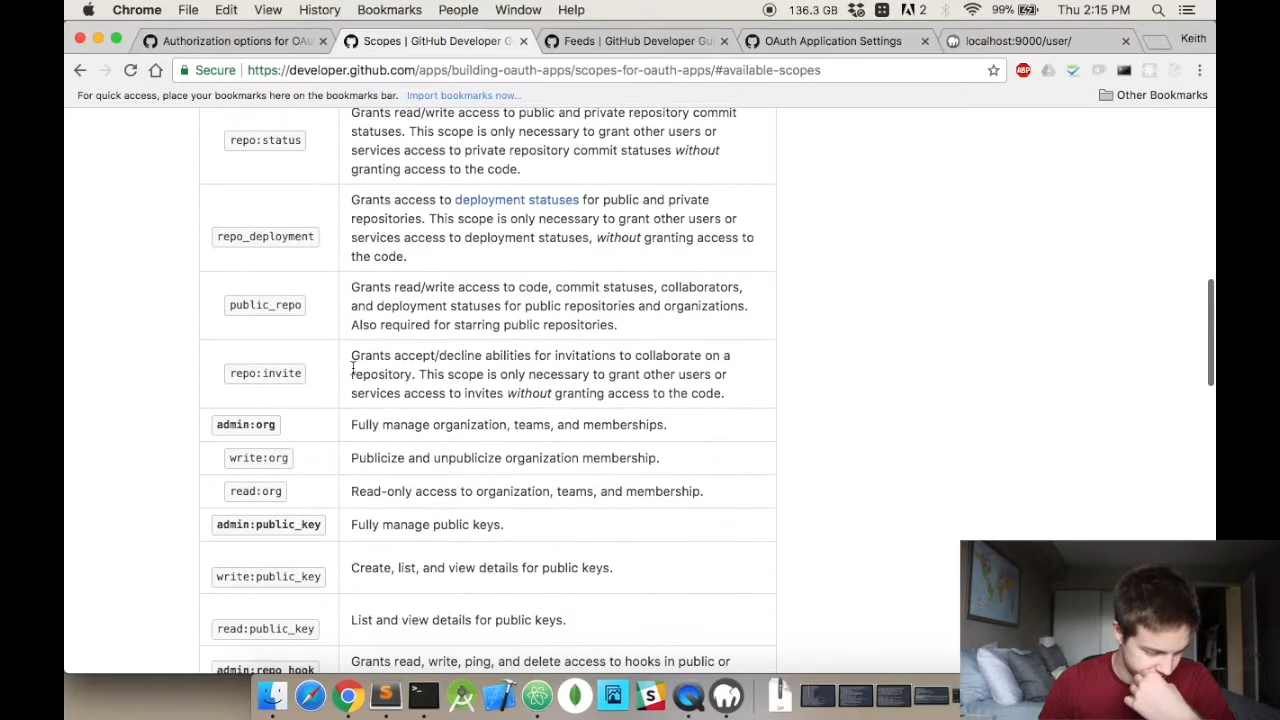 Chrome File Edit View History Bookmarks People Window Help 136.3 GB 2 99% Thu 2:15 PM
Authorization options for OAu × Scopes | GitHub Developer G × Feeds | GitHub Developer Gui × OAuth Application Settings × localhost:9000/user/ × Keith
Secure https://developer.github.com/apps/building-oauth-apps/scopes-for-oauth-apps/#available-scopes ABP
For quick access, place your bookmarks here on the bookmarks bar. Import bookmarks now... Other Bookmarks
repo:status
Grants read/write access to public and private repository commit
statuses. This scope is only necessary to grant other users or
services access to private repository commit statuses without
granting access to the code.
repo_deployment
Grants access to deployment statuses for public and private
repositories. This scope is only necessary to grant other users or
services access to deployment statuses, without granting access to
the code.
public_repo
Grants read/write access to code, commit statuses, collaborators,
and deployment statuses for public repositories and organizations.
Also required for starring public repositories.
repo:invite
Grants accept/decline abilities for invitations to collaborate on a
repository. This scope is only necessary to grant other users or
services access to invites without granting access to the code.
admin:org Fully manage organization, teams, and memberships.
write:org Publicize and unpublicize organization membership.
read:org Read-only access to organization, teams, and membership.
admin:public_key Fully manage public keys.
write:public_key Create, list, and view details for public keys.
read:public_key List and view details for public keys.
admin:repo_hook Grants read, write, ping, and delete access to hooks in public or